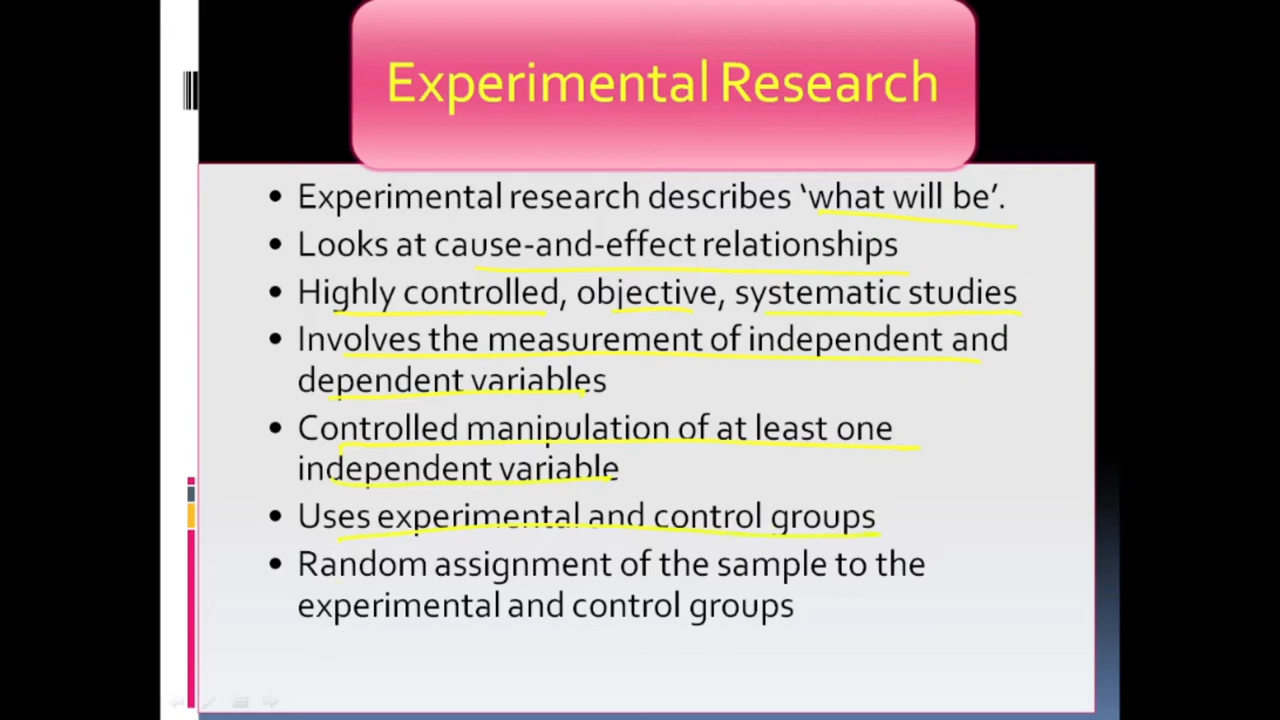 Experimental Research
• Experimental research describes ‘what will be’.
• Looks at cause-and-effect relationships
• Highly controlled, objective, systematic studies
• Involves the measurement of independent and
dependent variables
• Controlled manipulation of at least one
independent variable
• Uses experimental and control groups
• Random assignment of the sample to the
experimental and control groups